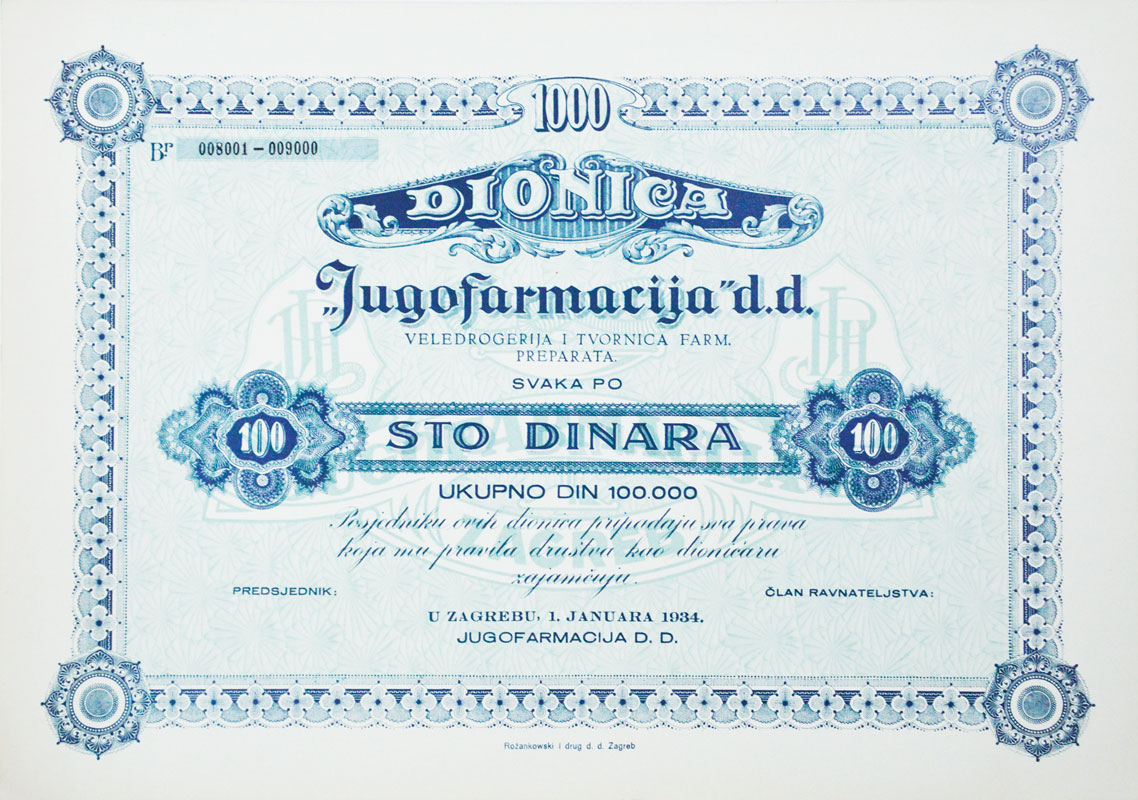 1000
Br 008001 – 009000
DIONICA
„Jugofarmacija” d.d.
VELEDROGERIJA I TVORNICA FARM.
PREPARATA.
SVAKA PO
100 STO DINARA 100
UKUPNO DIN 100.000
Posjedniku ovih dionica pripadaju sva prava
koja mu pravila društva kao dioničaru
zajamčuju.
ZAGREB
PREDSJEDNIK: ČLAN RAVNATELJSTVA:
U ZAGREBU, 1. JANUARA 1934.
JUGOFARMACIJA D. D.
Rožankowski i drug d. d. Zagreb